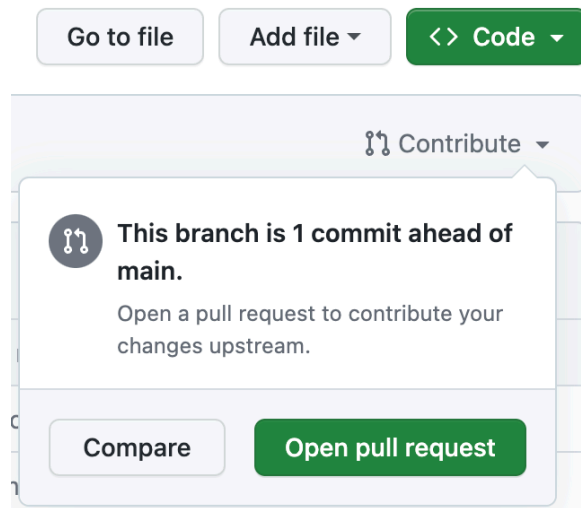 Go to file
Add file
<> Code
Contribute
This branch is 1 commit ahead of
main.
Open a pull request to contribute your
changes upstream.
Compare
Open pull request